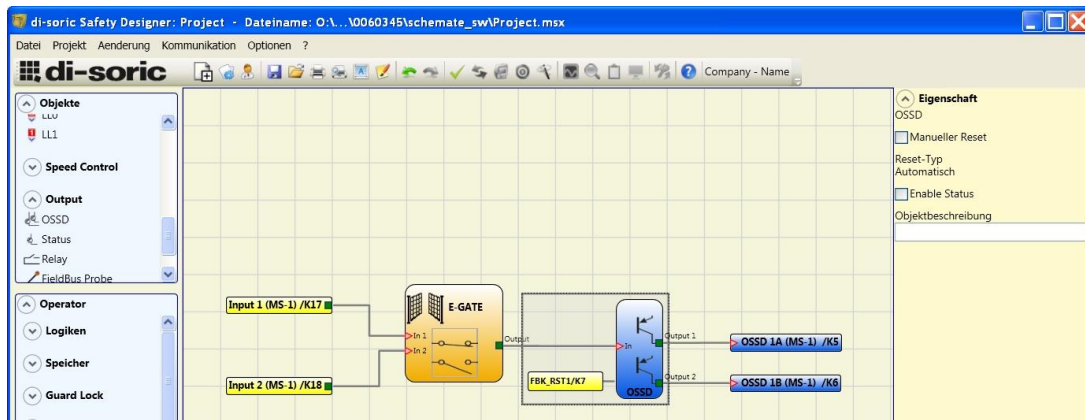 di-soric Safety Designer: Project - Dateiname: O:\...\0060345\schemate_sw\Project.msx
Datei Projekt Aenderung Kommunikation Optionen ?
di-soric
Company - Name
Objekte
LL0
LL1
Speed Control
Output
OSSD
Status
Relay
FieldBus Probe
Operator
Logiken
Speicher
Guard Lock
Input 1 (MS-1) /K17
Input 2 (MS-1) /K18
E-GATE
In 1
In 2
Output
FBK_RST1/K7
In
OSSD
Output 1
Output 2
OSSD 1A (MS-1) /K5
OSSD 1B (MS-1) /K6
Eigenschaft
OSSD
Manueller Reset
Reset-Typ
Automatisch
Enable Status
Objektbeschreibung